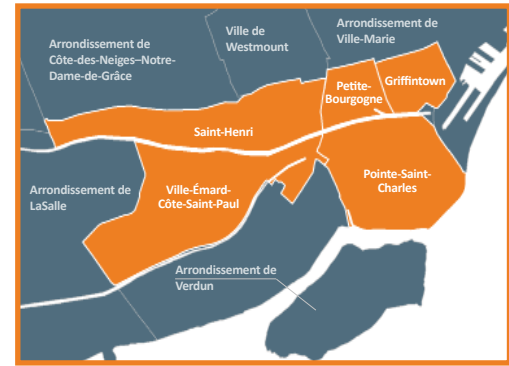 Arrondissement de
Côte-des-Neiges–Notre-
Dame-de-Grâce
Ville de
Westmount
Arrondissement de
Ville-Marie
Petite-
Bourgogne
Griffintown
Saint-Henri
Arrondissement de
LaSalle
Ville-Émard-
Côte-Saint-Paul
Pointe-Saint-
Charles
Arrondissement de
Verdun